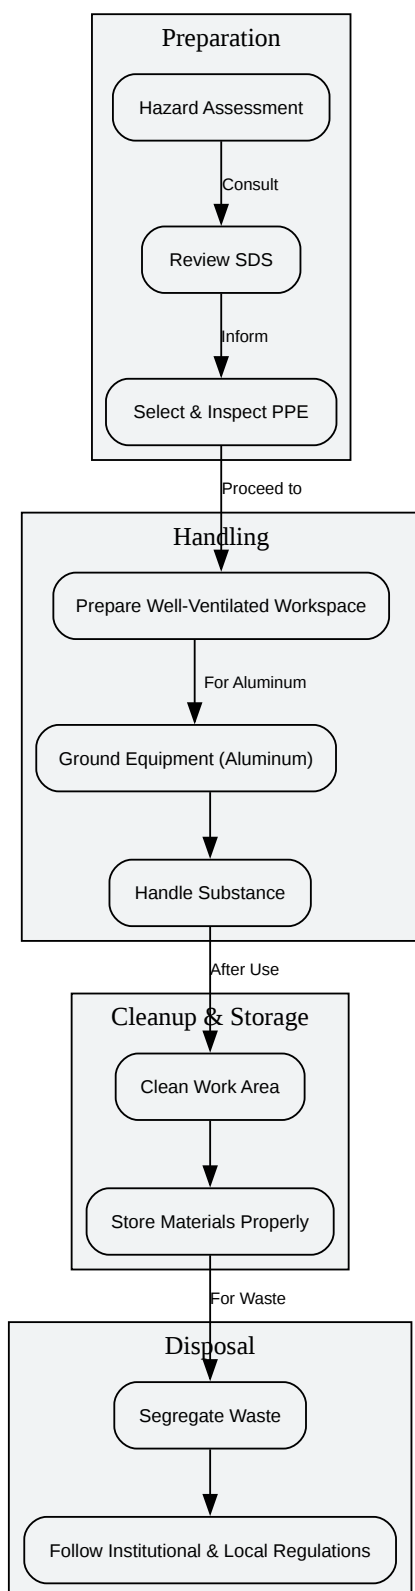 Preparation
Hazard Assessment
Consult
Review SDS
Inform
Select & Inspect PPE
Proceed to
Handling
Prepare Well-Ventilated Workspace
For Aluminum
Ground Equipment (Aluminum)
Handle Substance
After Use
Cleanup & Storage
Clean Work Area
Store Materials Properly
For Waste
Disposal
Segregate Waste
Follow Institutional & Local Regulations